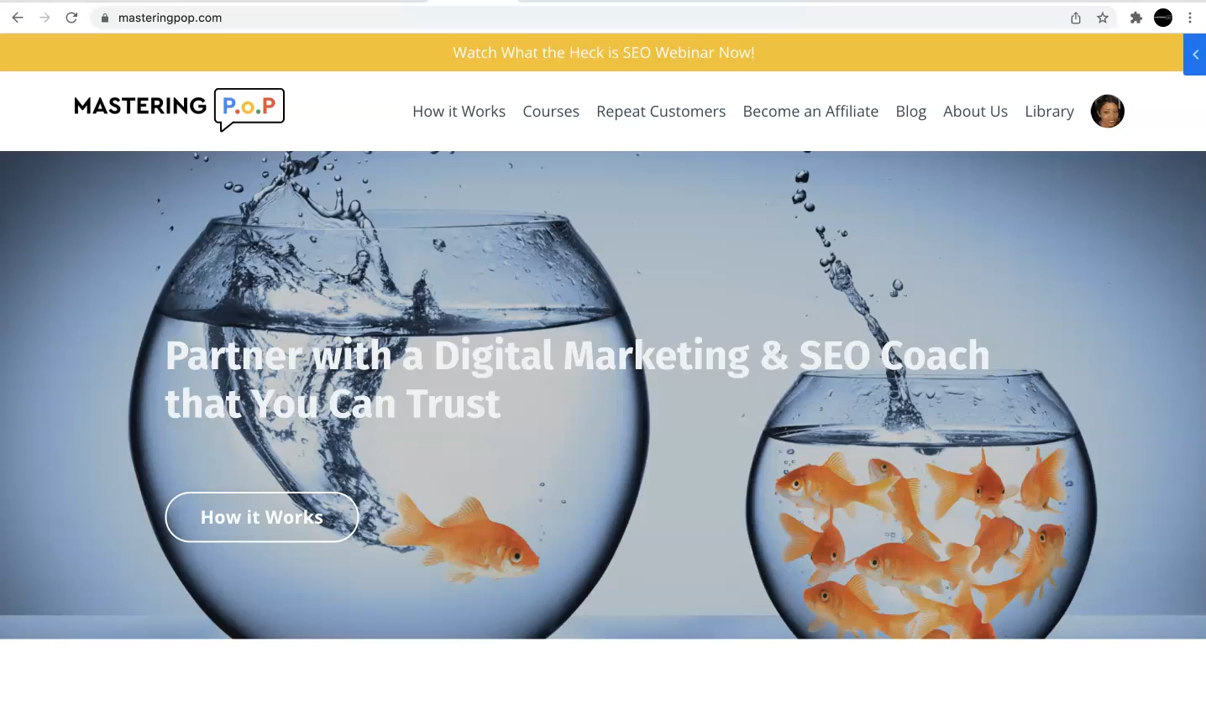 masteringpop.com
Watch What the Heck is SEO Webinar Now!
MASTERING P.o.P
How it Works
Courses
Repeat Customers
Become an Affiliate
Blog
About Us
Library
Partner with a Digital Marketing & SEO Coach
that You Can Trust
How it Works